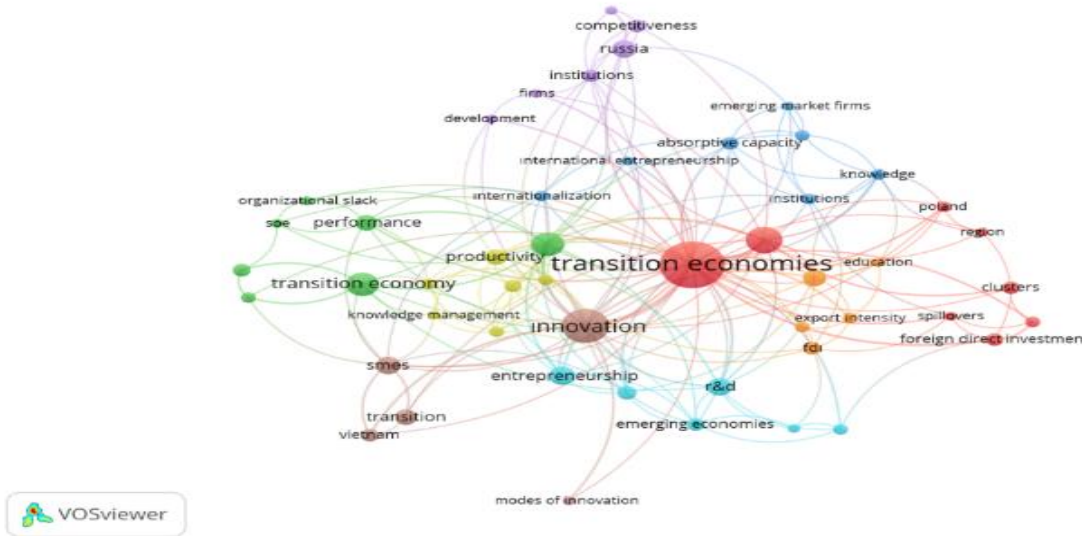 competitiveness
russia
institutions
firms
development
emerging market firms
absorptive capacity
international entrepreneurship
knowledge
organizational slack
internationalization
institutions
poland
soe
performance
region
productivity
transition economies
education
transition economy
clusters
knowledge management
innovation
export intensity
spillovers
foreign direct investmen
fdi
smes
entrepreneurship
r&d
transition
emerging economies
vietnam
modes of innovation
VOSviewer